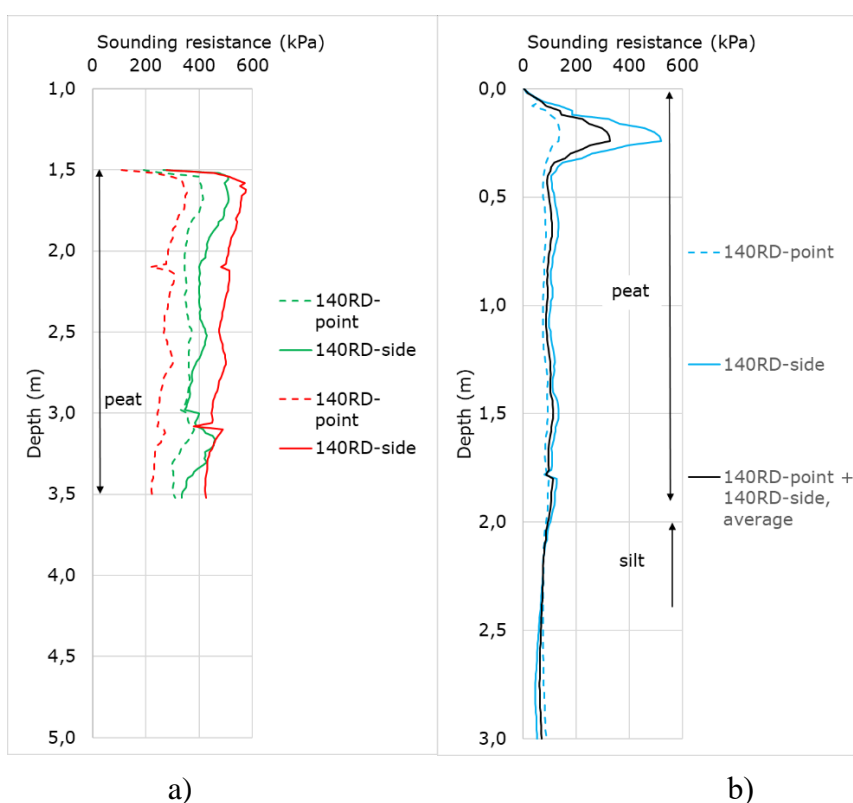 Sounding resistance (kPa)
0 200 400 600
1,0
1,5
2,0
2,5
3,0
3,5
4,0
4,5
5,0
Depth (m)
peat
140RD-
point
140RD-side
140RD-
point
140RD-side
a)
Sounding resistance (kPa)
0 200 400 600
0,0
0,5
1,0
1,5
2,0
2,5
3,0
Depth (m)
peat
silt
140RD-point
140RD-side
140RD-point +
140RD-side,
average
b)